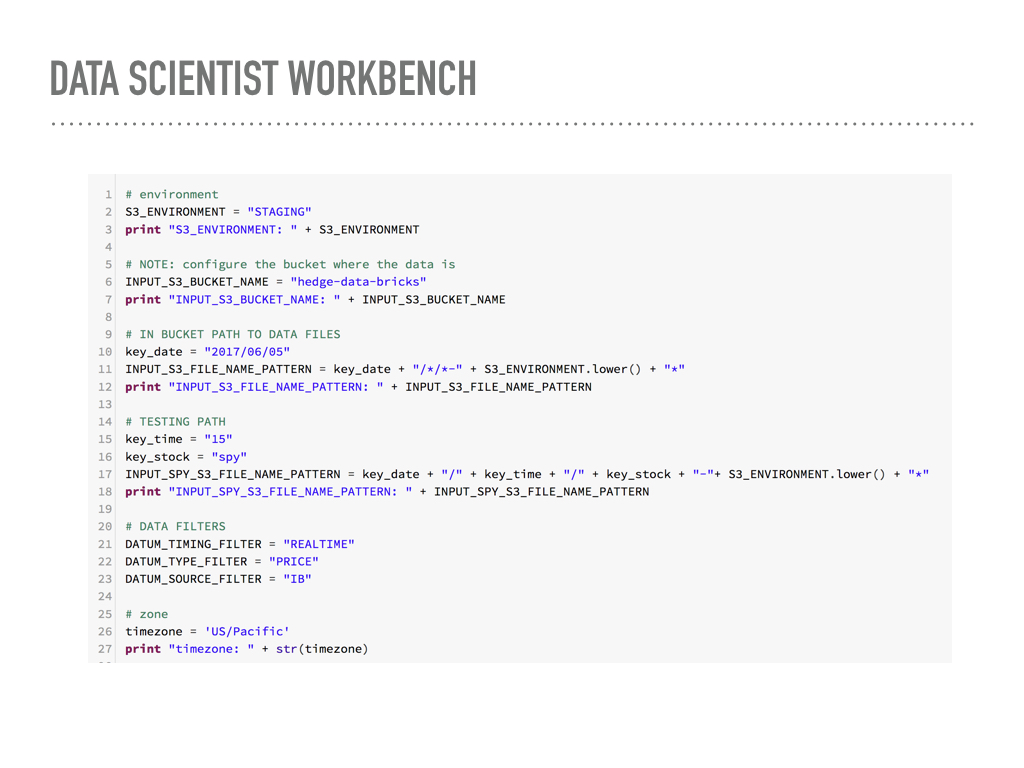 DATA SCIENTIST WORKBENCH
1 # environment
2 S3_ENVIRONMENT = "STAGING"
3 print "S3_ENVIRONMENT: " + S3_ENVIRONMENT
4
5 # NOTE: configure the bucket where the data is
6 INPUT_S3_BUCKET_NAME = "hedge-data-bricks"
7 print "INPUT_S3_BUCKET_NAME: " + INPUT_S3_BUCKET_NAME
8
9 # IN BUCKET PATH TO DATA FILES
10 key_date = "2017/06/05"
11 INPUT_S3_FILE_NAME_PATTERN = key_date + "/*/*-" + S3_ENVIRONMENT.lower() + "*"
12 print "INPUT_S3_FILE_NAME_PATTERN: " + INPUT_S3_FILE_NAME_PATTERN
13
14 # TESTING PATH
15 key_time = "15"
16 key_stock = "spy"
17 INPUT_SPY_S3_FILE_NAME_PATTERN = key_date + "/" + key_time + "/" + key_stock + "-"+ S3_ENVIRONMENT.lower() + "*"
18 print "INPUT_SPY_S3_FILE_NAME_PATTERN: " + INPUT_SPY_S3_FILE_NAME_PATTERN
19
20 # DATA FILTERS
21 DATUM_TIMING_FILTER = "REALTIME"
22 DATUM_TYPE_FILTER = "PRICE"
23 DATUM_SOURCE_FILTER = "IB"
24
25 # zone
26 timezone = 'US/Pacific'
27 print "timezone: " + str(timezone)